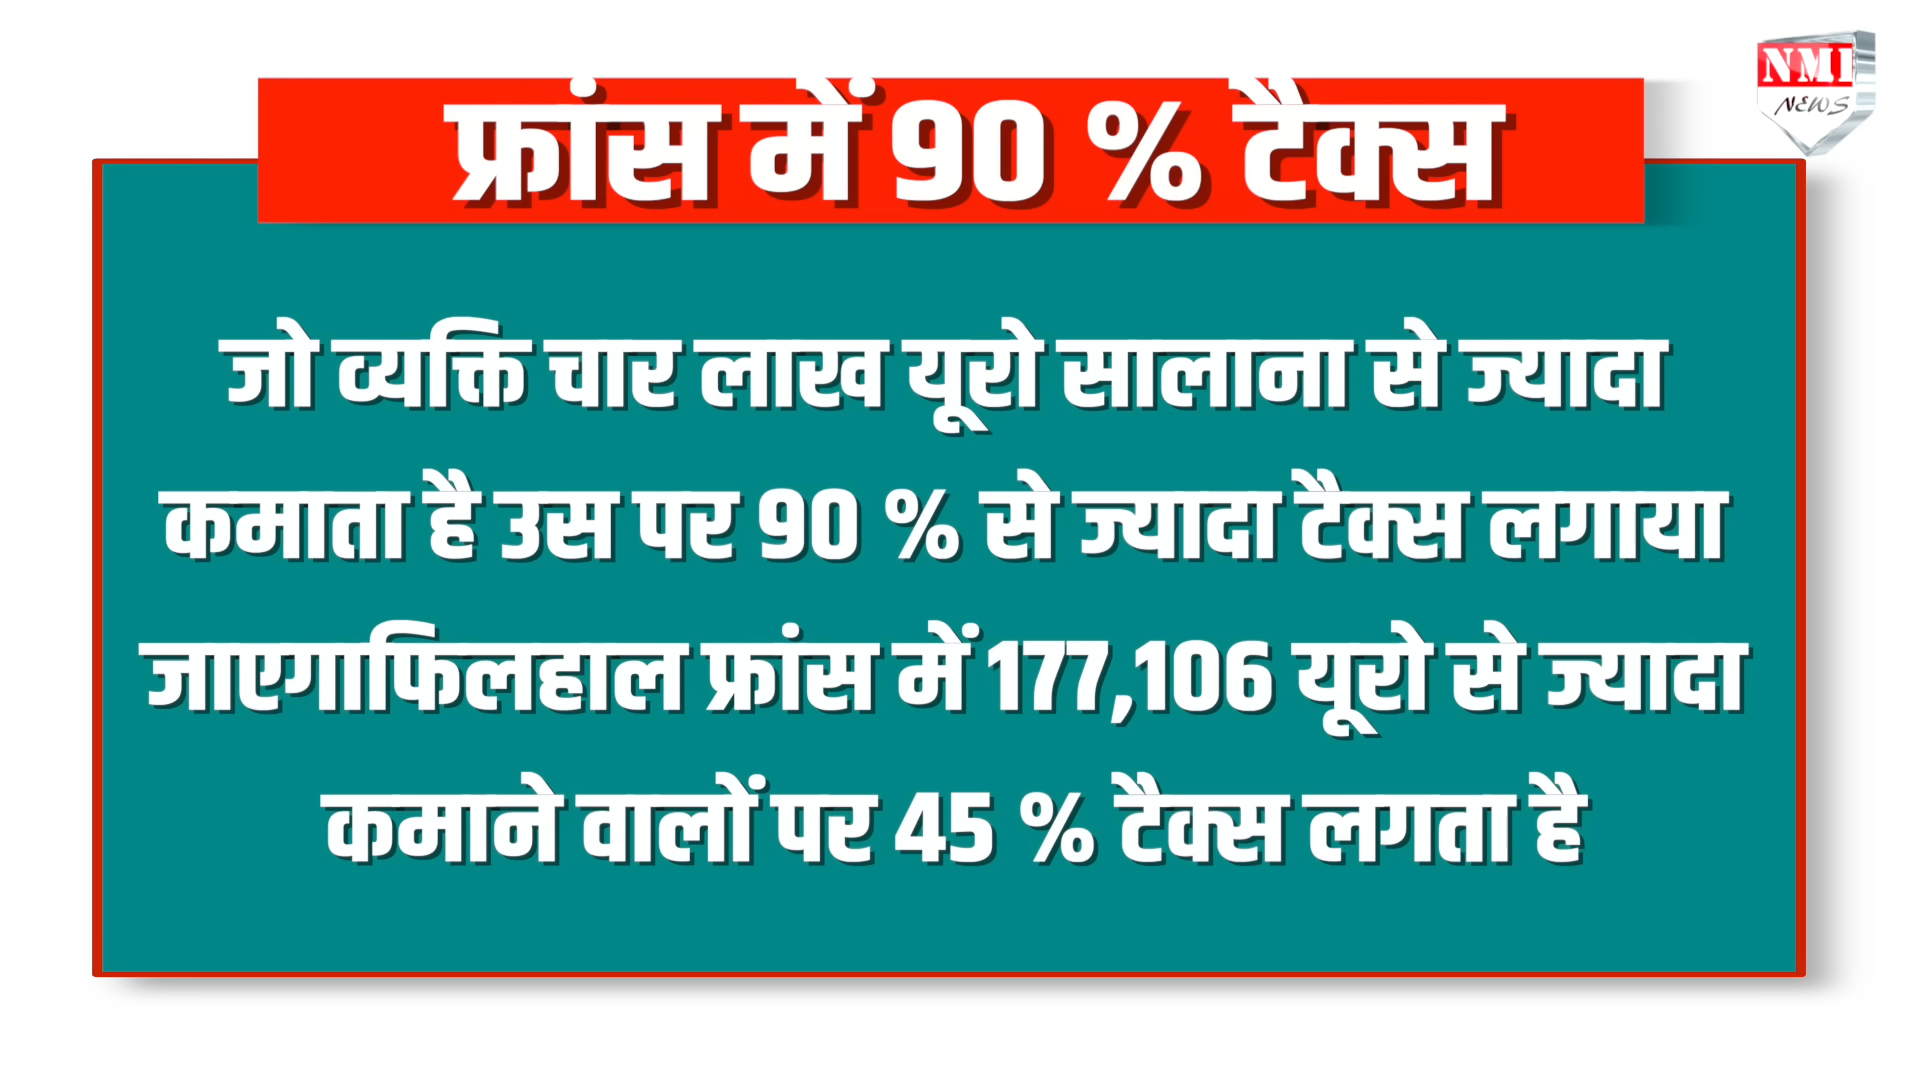 NMI
NEWS
फ्रांस में 90 % टैक्स
जो व्यक्ति चार लाख यूरो सालाना से ज्यादा
कमाता है उस पर 90 % से ज्यादा टैक्स लगाया
जाएगाफिलहाल फ्रांस में 177,106 यूरो से ज्यादा
कमाने वालों पर 45 % टैक्स लगता है